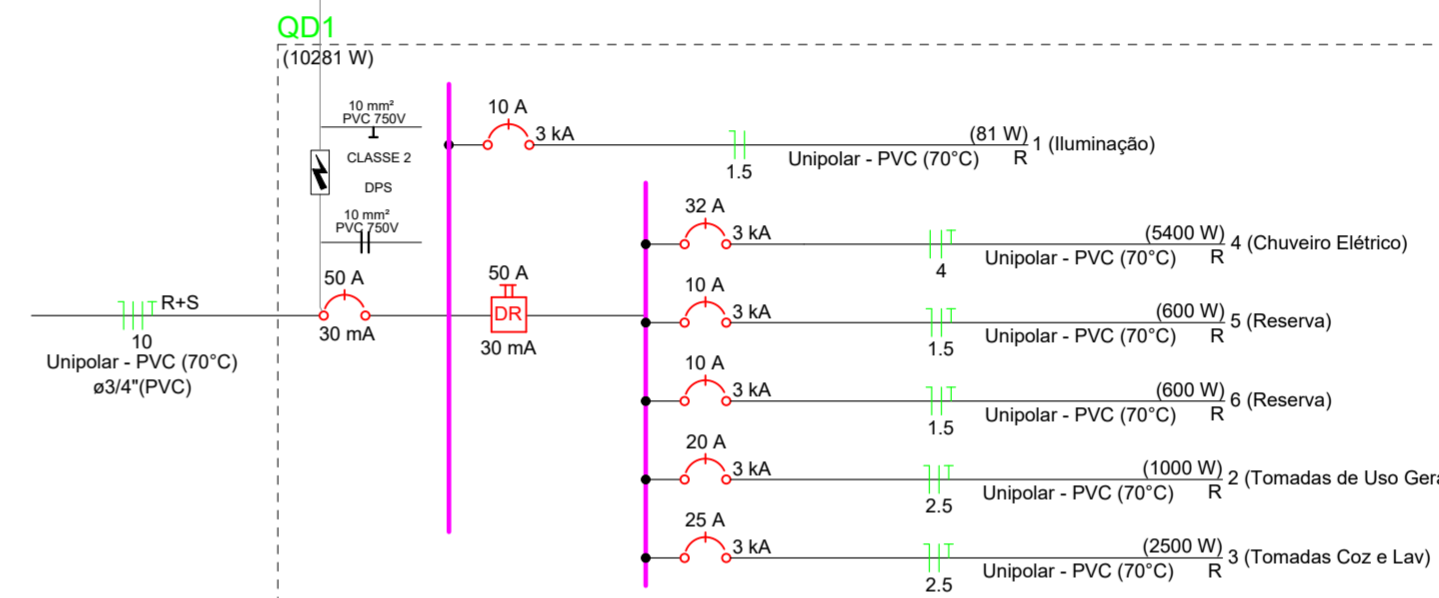 QD1
(10281 W)
10 mm²
PVC 750V
CLASSE 2
DPS
10 mm²
PVC 750V
50 A
30 mA
R+S
10
Unipolar - PVC (70°C)
ø3/4"(PVC)
10 A
3 kA
1.5
(81 W)
Unipolar - PVC (70°C)
R
1 (Iluminação)
50 A
DR
30 mA
32 A
3 kA
4
(5400 W)
Unipolar - PVC (70°C)
R
4 (Chuveiro Elétrico)
10 A
3 kA
1.5
(600 W)
Unipolar - PVC (70°C)
R
5 (Reserva)
10 A
3 kA
1.5
(600 W)
Unipolar - PVC (70°C)
R
6 (Reserva)
20 A
3 kA
2.5
(1000 W)
Unipolar - PVC (70°C)
R
2 (Tomadas de Uso Gera
25 A
3 kA
2.5
(2500 W)
Unipolar - PVC (70°C)
R
3 (Tomadas Coz e Lav)